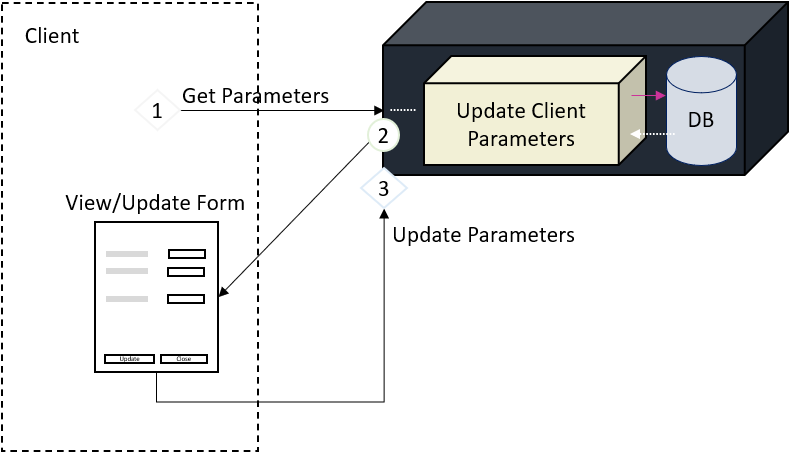 Client
1
Get Parameters
Update Client
Parameters
DB
2
3
View/Update Form
Update Parameters
Update
Close